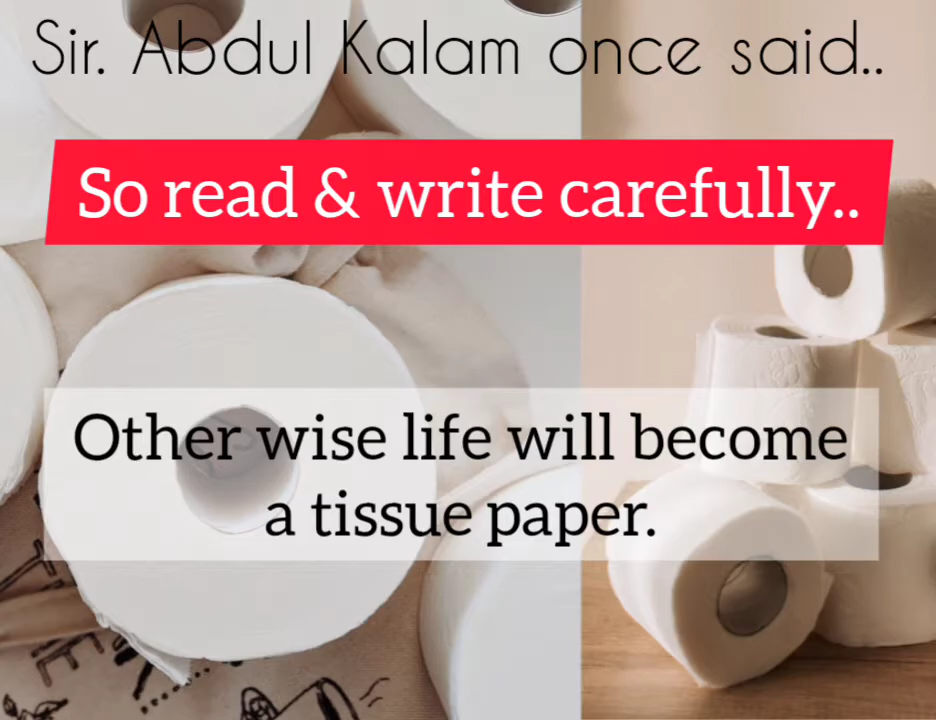 Sir. Abdul Kalam once said..
So read & write carefully..
Other wise life will become
a tissue paper.